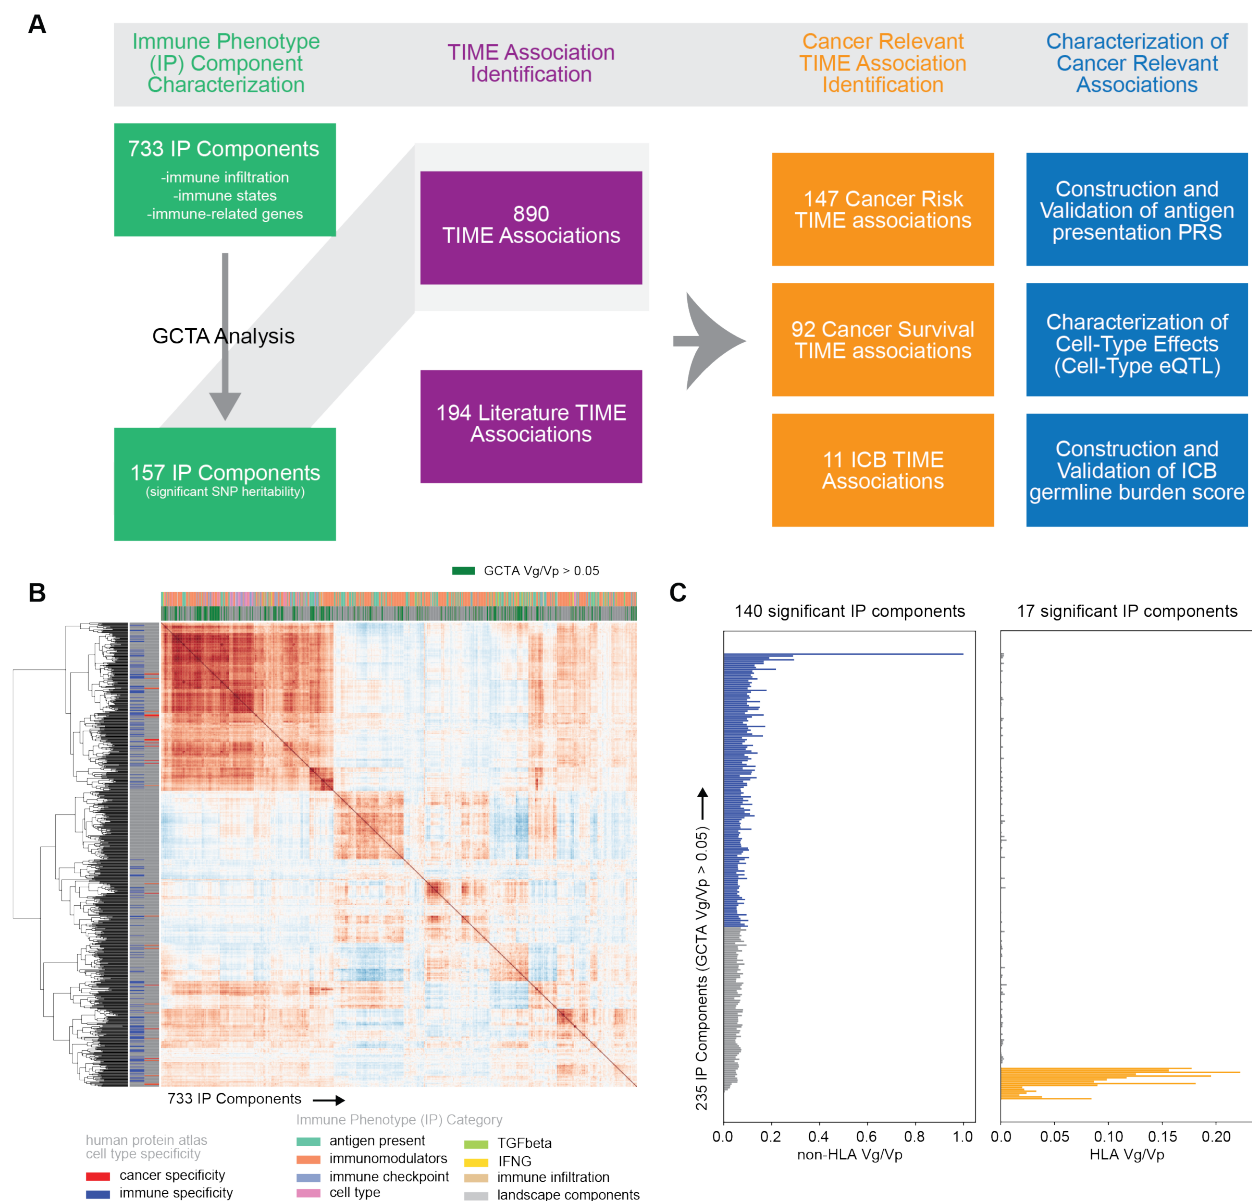 A
Immune Phenotype
(IP) Component
Characterization
TIME Association
Identification
Cancer Relevant
TIME Association
Identification
Characterization of
Cancer Relevant
Associations
733 IP Components
-immune infiltration
-immune states
-immune-related genes
GCTA Analysis
157 IP Components
(significant SNP heritability)
890
TIME Associations
194 Literature TIME
Associations
147 Cancer Risk
TIME associations
92 Cancer Survival
TIME associations
11 ICB TIME
Associations
Construction and
Validation of antigen
presentation PRS
Characterization of
Cell-Type Effects
(Cell-Type eQTL)
Construction and
Validation of ICB
germline burden score
B
GCTA Vg/Vp > 0.05
733 IP Components
human protein atlas
cell type specificity
cancer specificity
immune specificity
Immune Phenotype (IP) Category
antigen present
immunomodulators
immune checkpoint
cell type
TGFbeta
IFNG
immune infiltration
landscape components
C
140 significant IP components
17 significant IP components
235 IP Components (GCTA Vg/Vp > 0.05)
0.0 0.2 0.4 0.6 0.8 1.0
non-HLA Vg/Vp
0.00 0.05 0.10 0.15 0.20
HLA Vg/Vp